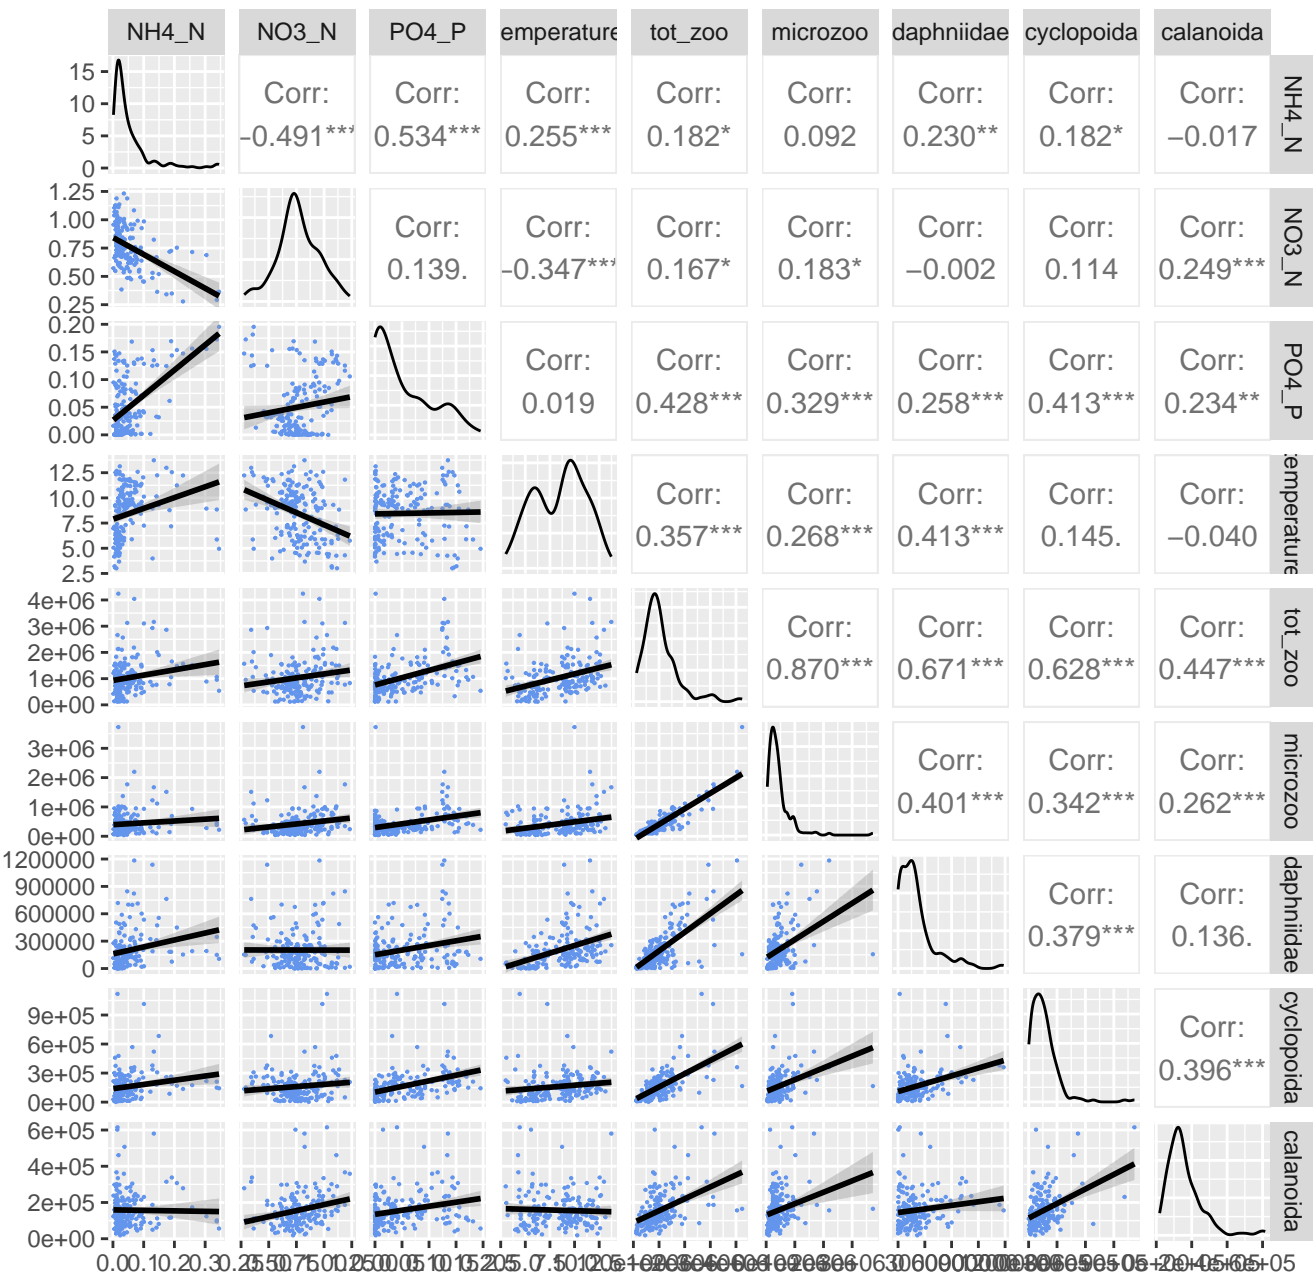 NH4_N NO3_N PO4_P emperature tot_zoo microzoo daphniidae cyclopoida calanoida
15
10
5
0
Corr: Corr: Corr: Corr: Corr: Corr: Corr: Corr:
−0.491*** 0.534*** 0.255*** 0.182* 0.092 0.230** 0.182* −0.017
NH4_N
1.25
1.00
0.75
0.50
0.25
Corr: Corr: Corr: Corr: Corr: Corr: Corr:
0.139. −0.347*** 0.167* 0.183* −0.002 0.114 0.249***
NO3_N
0.20
0.15
0.10
0.05
0.00
Corr: Corr: Corr: Corr: Corr: Corr:
0.019 0.428*** 0.329*** 0.258*** 0.413*** 0.234**
PO4_P
12.5
10.0
7.5
5.0
2.5
Corr: Corr: Corr: Corr: Corr:
0.357*** 0.268*** 0.413*** 0.145. −0.040
emperature
4e+06
3e+06
2e+06
1e+06
0e+00
Corr: Corr: Corr: Corr:
0.870*** 0.671*** 0.628*** 0.447***
tot_zoo
3e+06
2e+06
1e+06
0e+00
Corr: Corr: Corr:
0.401*** 0.342*** 0.262***
microzoo
1200000
900000
600000
300000
0
Corr: Corr:
0.379*** 0.136.
daphniidae
9e+05
6e+05
3e+05
0e+00
Corr:
0.396***
cyclopoida
6e+05
4e+05
2e+05
0e+00
calanoida